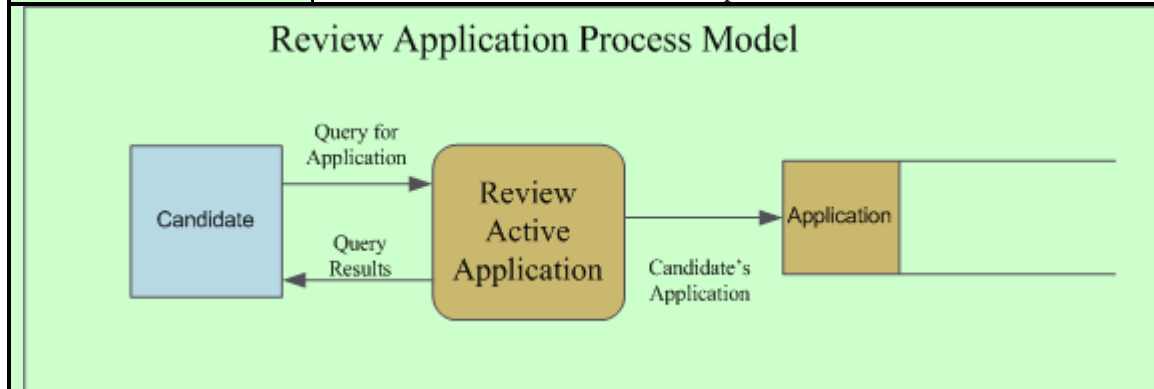 Review Application Process Model
Query for
Application
Candidate
Query
Results
Review
Active
Application
Candidate's
Application
Application